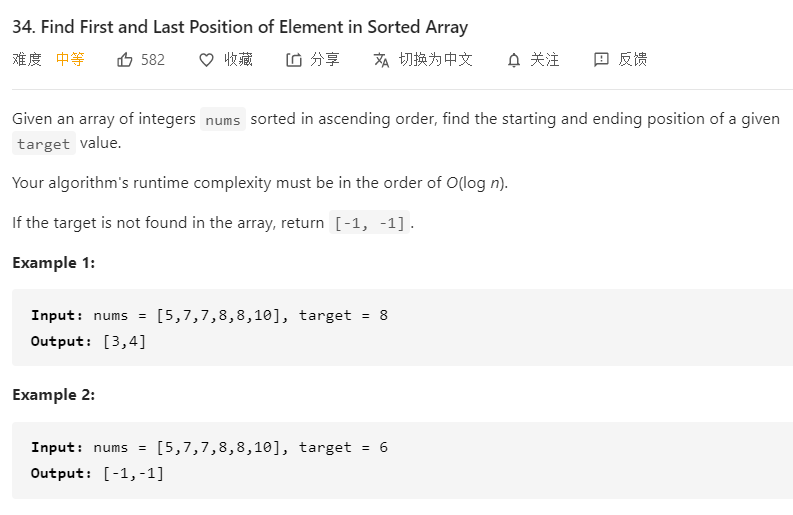 34. Find First and Last Position of Element in Sorted Array
难度 中等 582 收藏 分享 切换为中文 关注 反馈
Given an array of integers nums sorted in ascending order, find the starting and ending position of a given
target value.
Your algorithm's runtime complexity must be in the order of O(log n).
If the target is not found in the array, return [-1, -1].
Example 1:
Input: nums = [5,7,7,8,8,10], target = 8
Output: [3,4]
Example 2:
Input: nums = [5,7,7,8,8,10], target = 6
Output: [-1,-1]